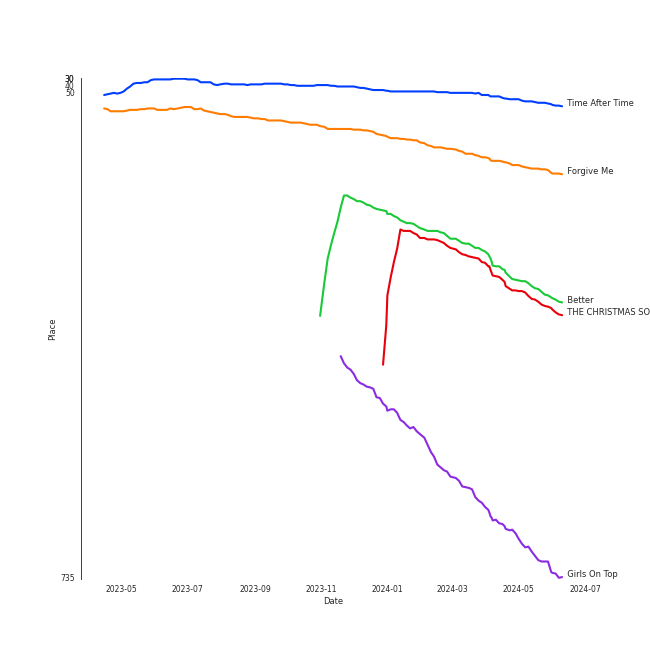 30
40
50
735
Place
Time After Time
Forgive Me
Better
THE CHRISTMAS SO
Girls On Top
2023-05
2023-07
2023-09
2023-11
2024-01
2024-03
2024-05
2024-07
Date